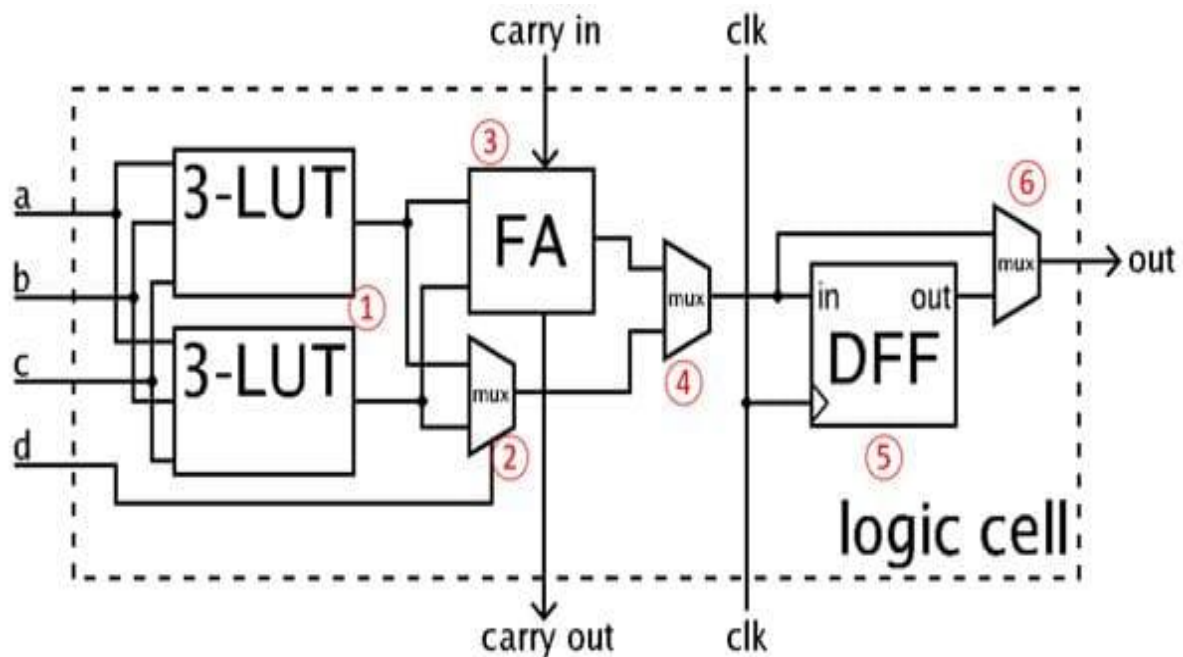 carry in
clk
③
3-LUT
a
FA
⑥
mux
out
b
①
mux
in
out
3-LUT
DFF
c
mux
④
d
②
⑤
logic cell
carry out
clk